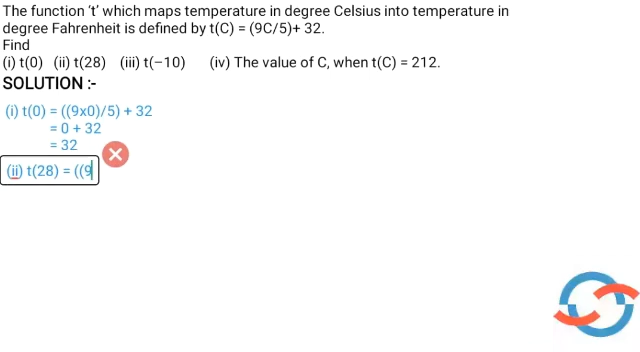 The function ‘t’ which maps temperature in degree Celsius into temperature in
degree Fahrenheit is defined by t(C) = (9C/5)+ 32.
Find
(i) t(0) (ii) t(28) (iii) t(−10) (iv) The value of C, when t(C) = 212.
SOLUTION :-
(i) t(0) = ((9x0)/5) + 32
= 0 + 32
= 32
(ii) t(28) = ((9